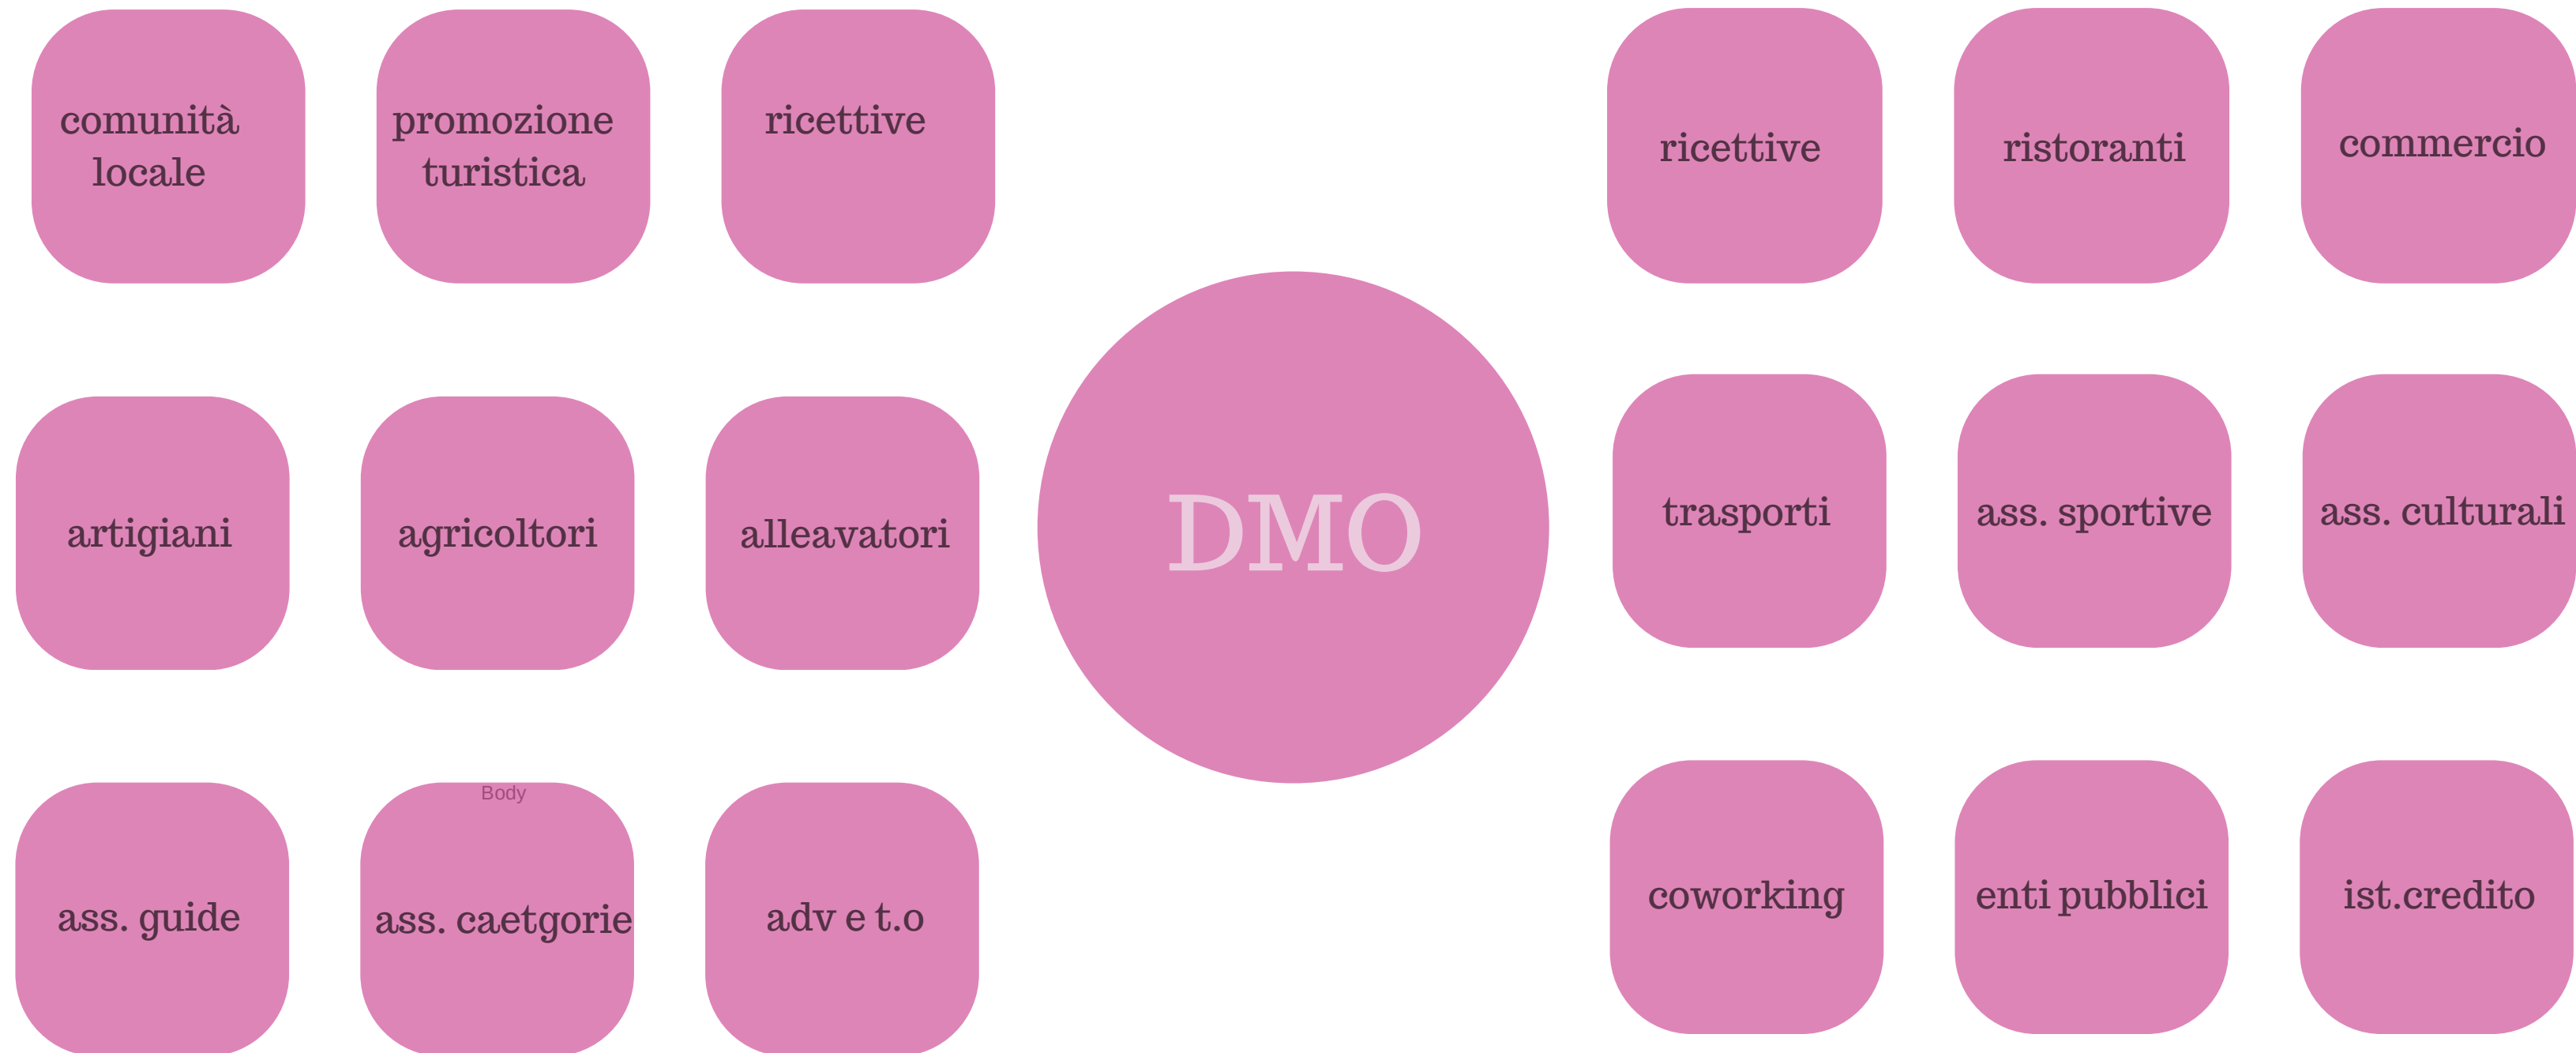 comunità
locale
promozione
turistica
ricettive
artigiani
agricoltori
alleavatori
ass. guide
Body
ass. caetgorie
adv e t.o
DMO
ricettive
ristoranti
commercio
trasporti
ass. sportive
ass. culturali
coworking
enti pubblici
ist.credito